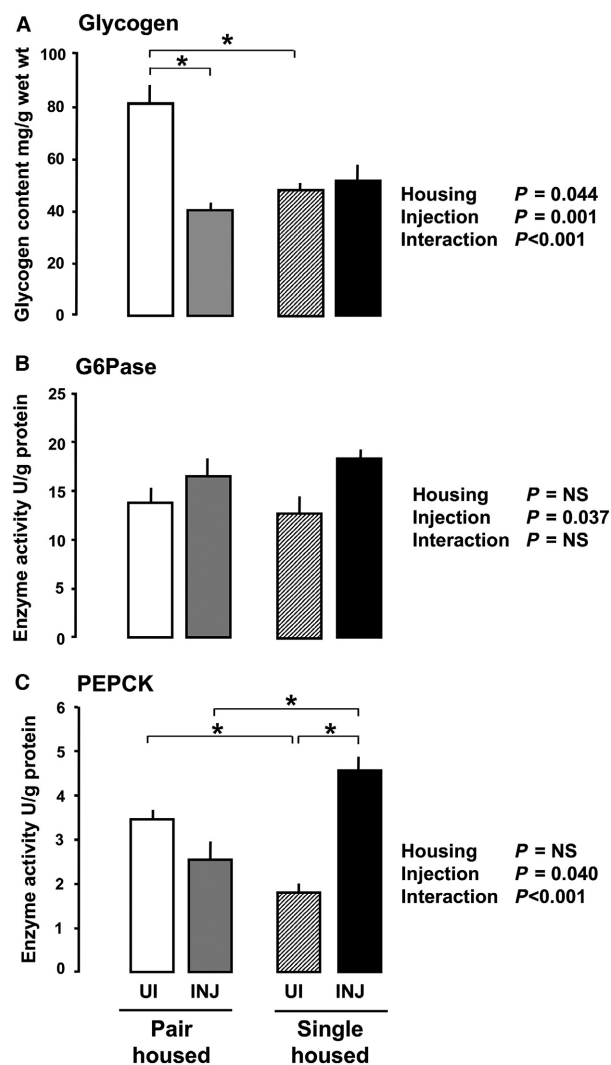 A Glycogen
Glycogen content mg/g wet wt
100
80
60
40
20
0
*
*
Housing P = 0.044
Injection P = 0.001
Interaction P<0.001
B G6Pase
Enzyme activity U/g protein
25
20
15
10
5
0
Housing P = NS
Injection P = 0.037
Interaction P = NS
C PEPCK
Enzyme activity U/g protein
6
5
4
3
2
1
0
*
* *
Housing P = NS
Injection P = 0.040
Interaction P<0.001
UI INJ UI INJ
Pair Single
housed housed